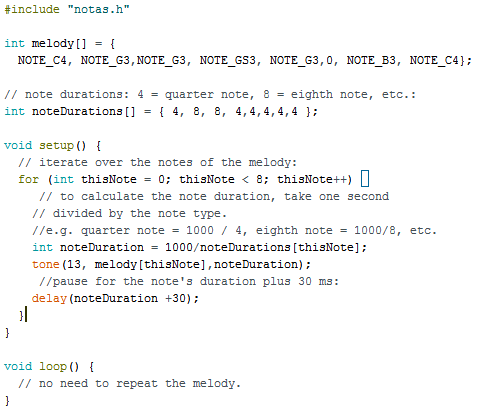 #include "notas.h"
int melody[] = {
NOTE_C4, NOTE_G3,NOTE_G3, NOTE_GS3, NOTE_G3,0, NOTE_B3, NOTE_C4};
// note durations: 4 = quarter note, 8 = eighth note, etc.:
int noteDurations[] = { 4, 8, 8, 4,4,4,4,4 };
void setup() {
// iterate over the notes of the melody:
for (int thisNote = 0; thisNote < 8; thisNote++) {
// to calculate the note duration, take one second
// divided by the note type.
//e.g. quarter note = 1000 / 4, eighth note = 1000/8, etc.
int noteDuration = 1000/noteDurations[thisNote];
tone(13, melody[thisNote],noteDuration);
//pause for the note's duration plus 30 ms:
delay(noteDuration +30);
}
}
void loop() {
// no need to repeat the melody.
}